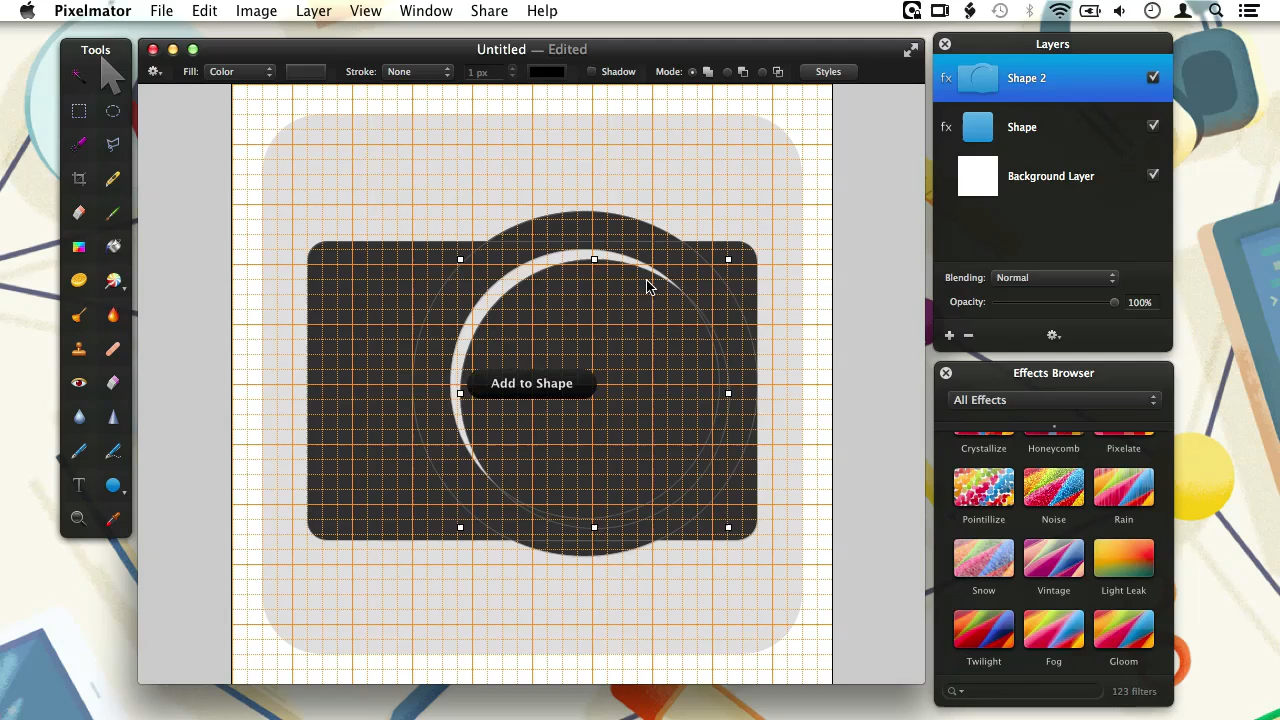 Pixelmator File Edit Image Layer View Window Share Help
Tools
Untitled — Edited
Fill: Color Stroke: None 1 px Shadow Mode: Styles
Add to Shape
Layers
fx Shape 2
fx Shape
Background Layer
Blending: Normal
Opacity: 100%
Effects Browser
All Effects
Crystallize Honeycomb Pixelate
Pointillize Noise Rain
Snow Vintage Light Leak
Twilight Fog Gloom
123 filters